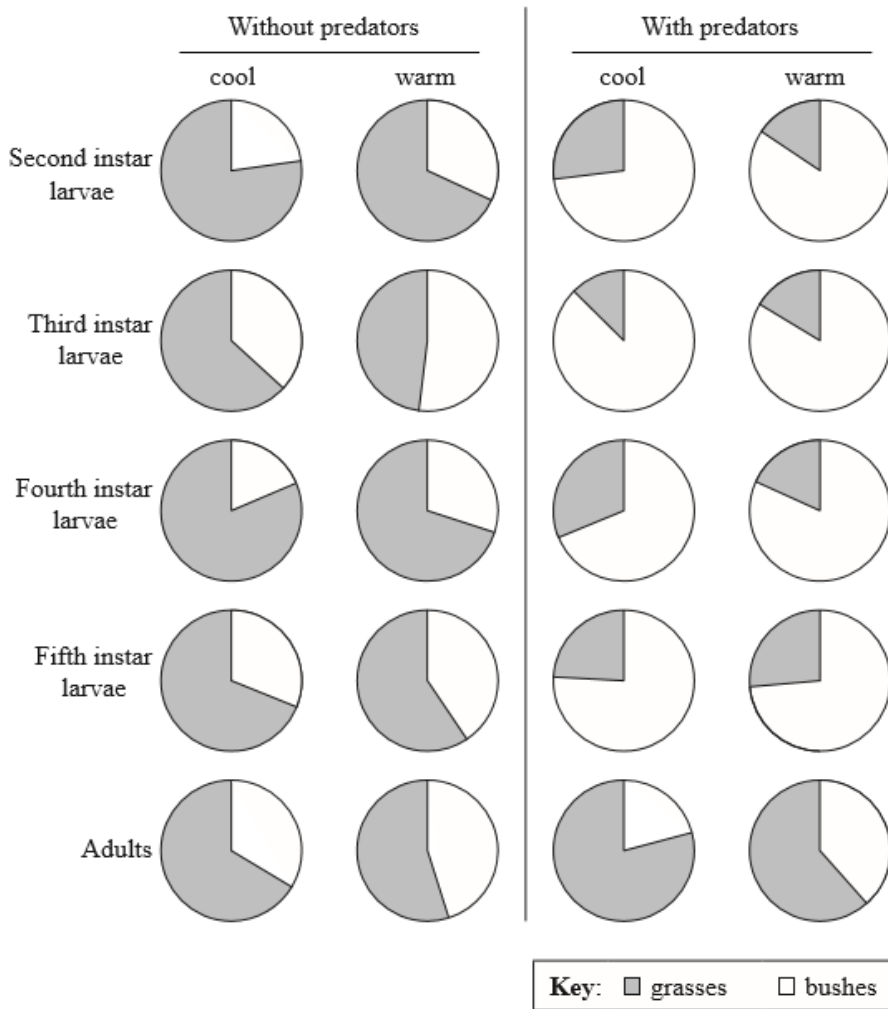 Without predators
With predators
cool
warm
cool
warm
Second instar
larvae
Third instar
larvae
Fourth instar
larvae
Fifth instar
larvae
Adults
Key: grasses bushes